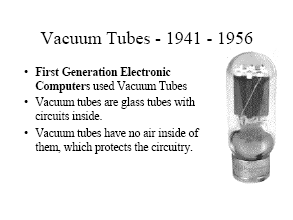 Vacuum Tubes - 1941 - 1956
• First Generation Electronic
Computers used Vacuum Tubes
• Vacuum tubes are glass tubes with
circuits inside.
• Vacuum tubes have no air inside of
them, which protects the circuitry.